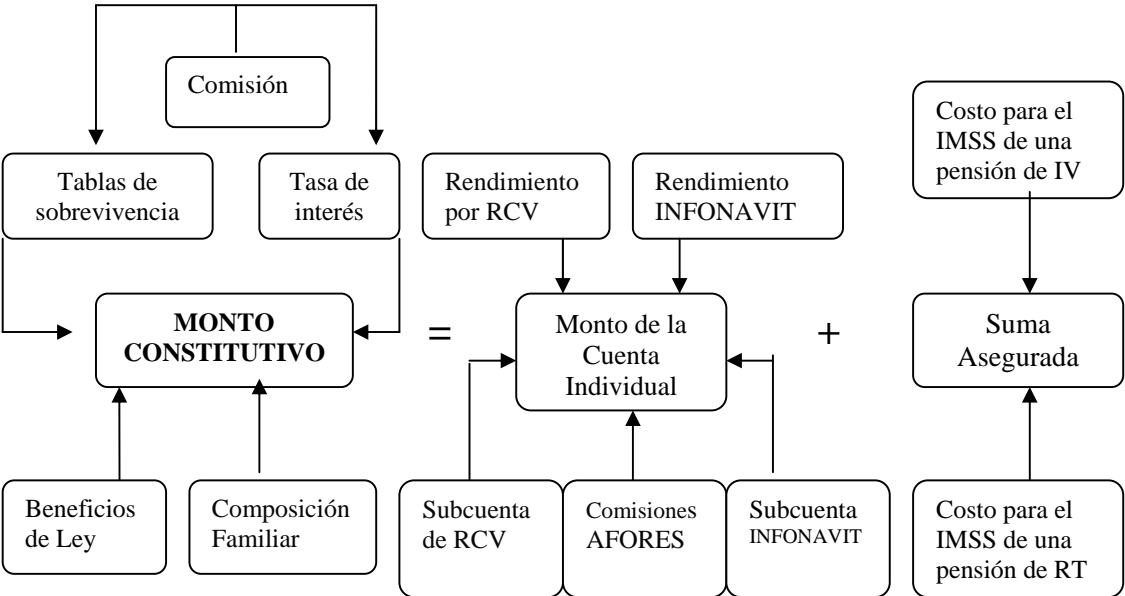 Comisión
Tablas de
sobrevivencia
Tasa de
interés
Rendimiento
por RCV
Rendimiento
INFONAVIT
Costo para el
IMSS de una
pensión de IV
MONTO
CONSTITUTIVO
=
Monto de la
Cuenta
Individual
+
Suma
Asegurada
Beneficios
de Ley
Composición
Familiar
Subcuenta
de RCV
Comisiones
AFORES
Subcuenta
INFONAVIT
Costo para el
IMSS de una
pensión de RT